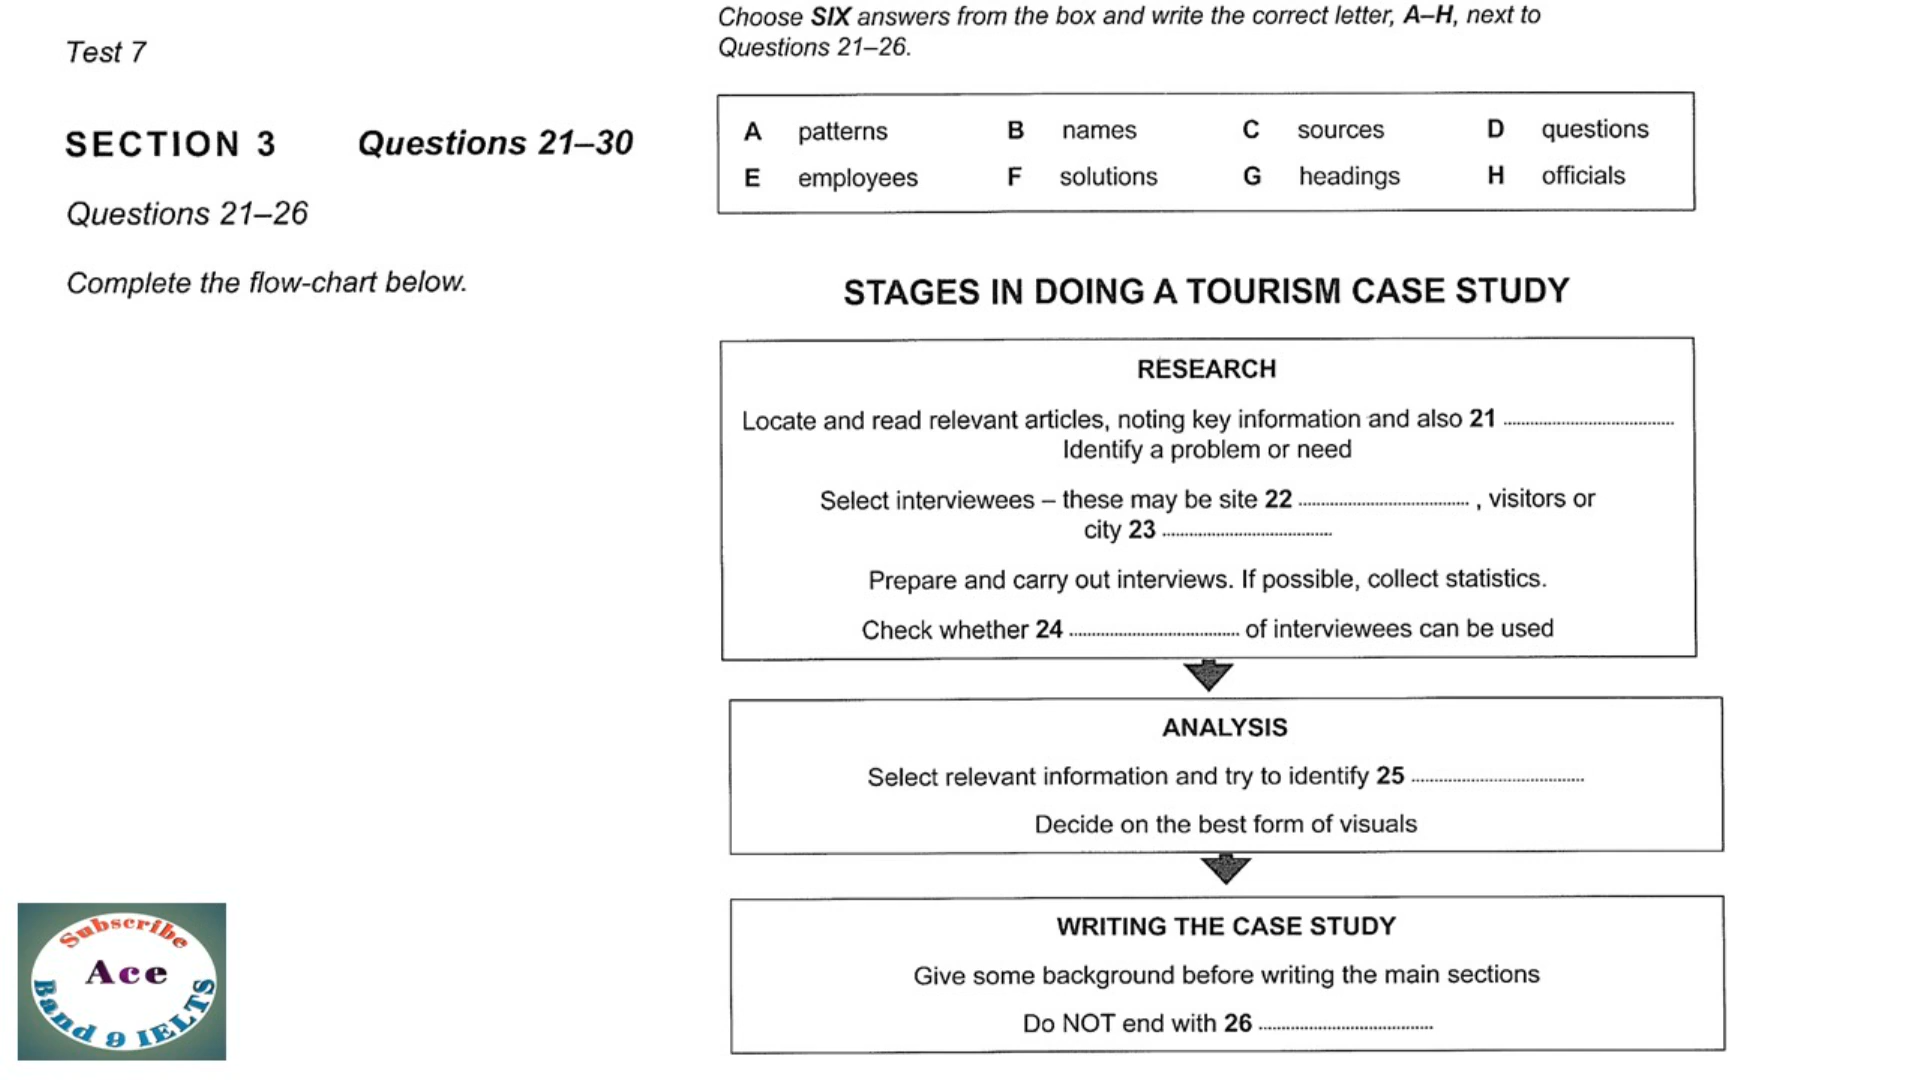 Test 7
SECTION 3 Questions 21–30
Questions 21–26
Complete the flow-chart below.
Choose SIX answers from the box and write the correct letter, A–H, next to
Questions 21–26.
A patterns B names C sources D questions
E employees F solutions G headings H officials
STAGES IN DOING A TOURISM CASE STUDY
RESEARCH
Locate and read relevant articles, noting key information and also 21 ..............................
Identify a problem or need
Select interviewees – these may be site 22 .............................. , visitors or
city 23 ..............................
Prepare and carry out interviews. If possible, collect statistics.
Check whether 24 .............................. of interviewees can be used
ANALYSIS
Select relevant information and try to identify 25 ..............................
Decide on the best form of visuals
WRITING THE CASE STUDY
Give some background before writing the main sections
Do NOT end with 26 ..............................
Subscribe
Ace
Band 9 IELTS